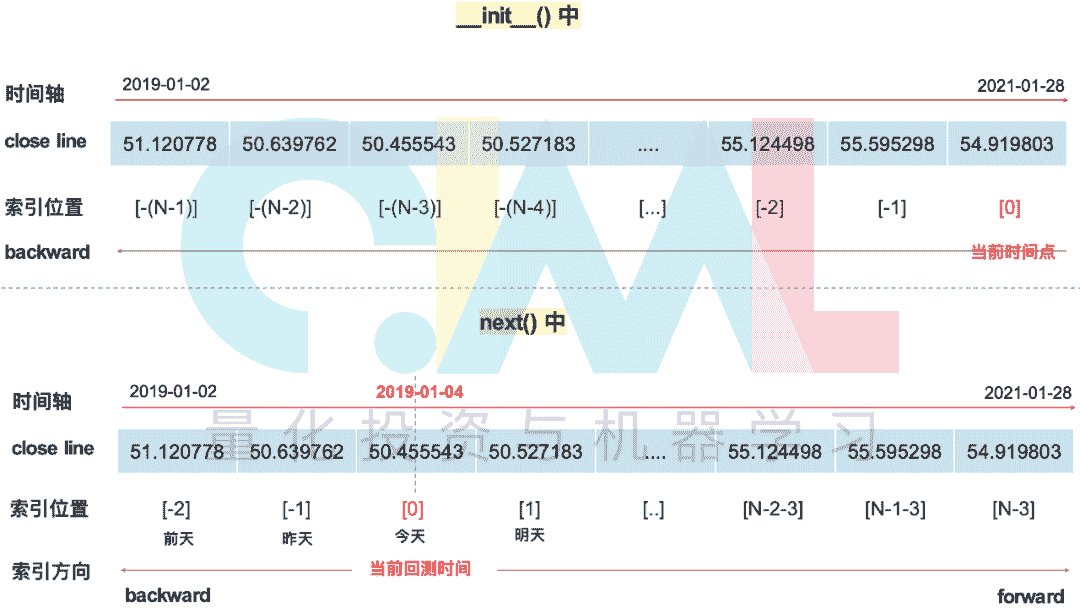 __init__() 中
2019-01-02 2021-01-28
时间轴
close line 51.120778 50.639762 50.455543 50.527183 .... 55.124498 55.595298 54.919803
索引位置 [-(N-1)] [-(N-2)] [-(N-3)] [-(N-4)] [...] [-2] [-1] [0]
backward 当前时间点
QIML
next() 中
2019-01-02 2019-01-04 2021-01-28
时间轴
量化投资与机器学习
close line 51.120778 50.639762 50.455543 50.527183 .... 55.124498 55.595298 54.919803
索引位置 [-2] [-1] [0] [1] [..] [N-2-3] [N-1-3] [N-3]
前天 昨天 今天 明天
索引方向 当前回测时间
backward forward